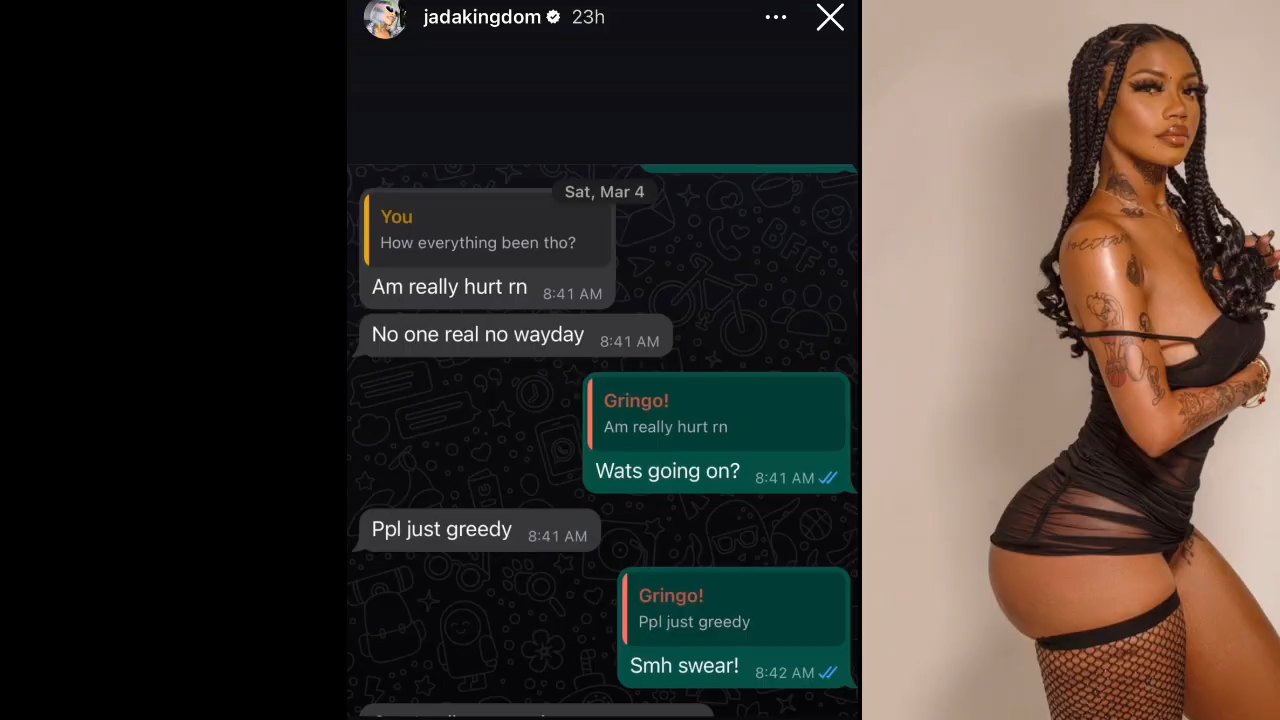 jadakingdom 23h
Sat, Mar 4
You
How everything been tho?
Am really hurt rn 8:41 AM
No one real no wayday 8:41 AM
Gringo!
Am really hurt rn
Wats going on? 8:41 AM
Ppl just greedy 8:41 AM
Gringo!
Ppl just greedy
Smh swear! 8:42 AM